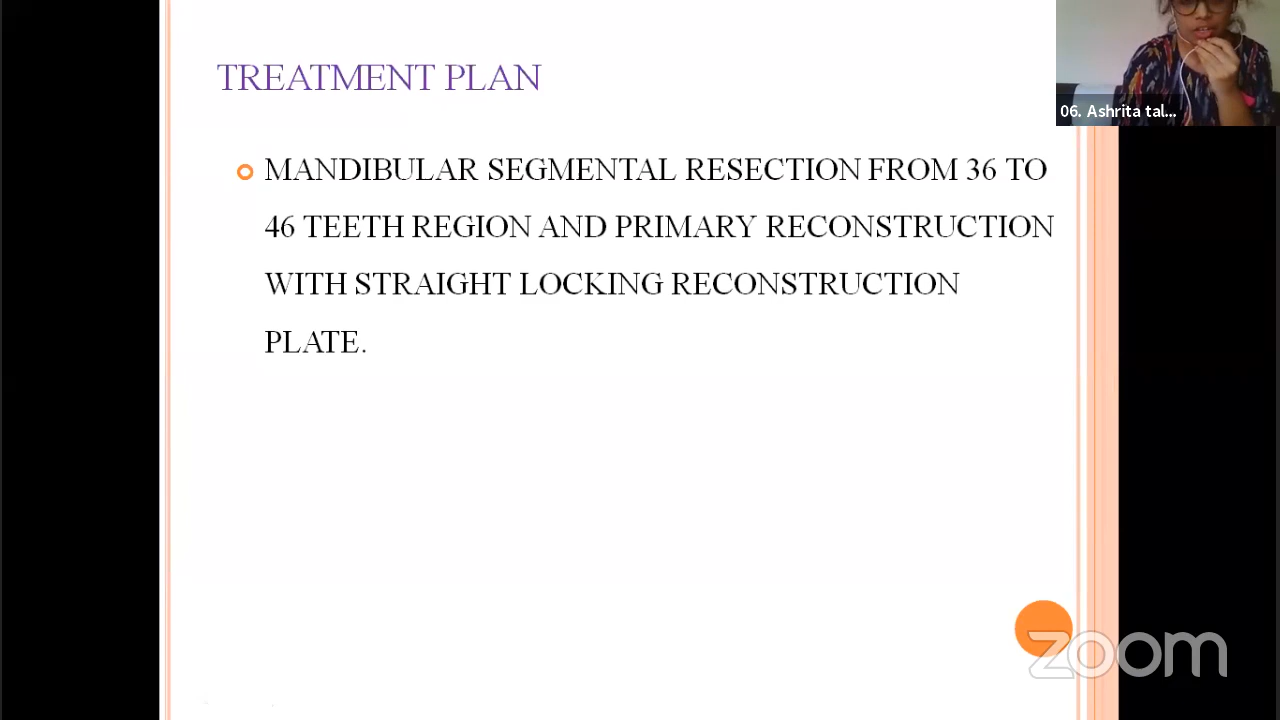 TREATMENT PLAN
MANDIBULAR SEGMENTAL RESECTION FROM 36 TO
46 TEETH REGION AND PRIMARY RECONSTRUCTION
WITH STRAIGHT LOCKING RECONSTRUCTION
PLATE.
06. Ashrita tal...
zoom